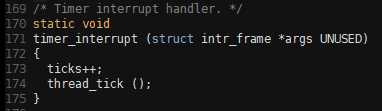 169 /* Timer interrupt handler. */
170 static void
171 timer_interrupt (struct intr_frame *args UNUSED)
172 {
173   ticks++;
174   thread_tick ();
175 }